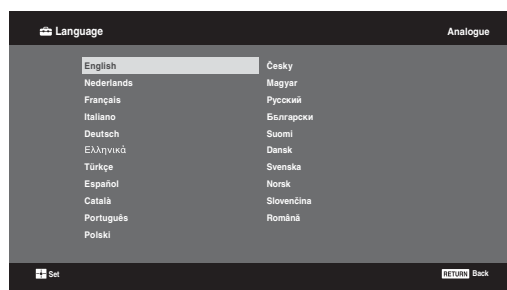 Language
Analogue
English
Nederlands
Français
Italiano
Deutsch
Ελληνικά
Türkçe
Español
Català
Português
Polski
Česky
Magyar
Русский
Български
Suomi
Dansk
Svenska
Norsk
Slovenčina
Română
Set
RETURN Back